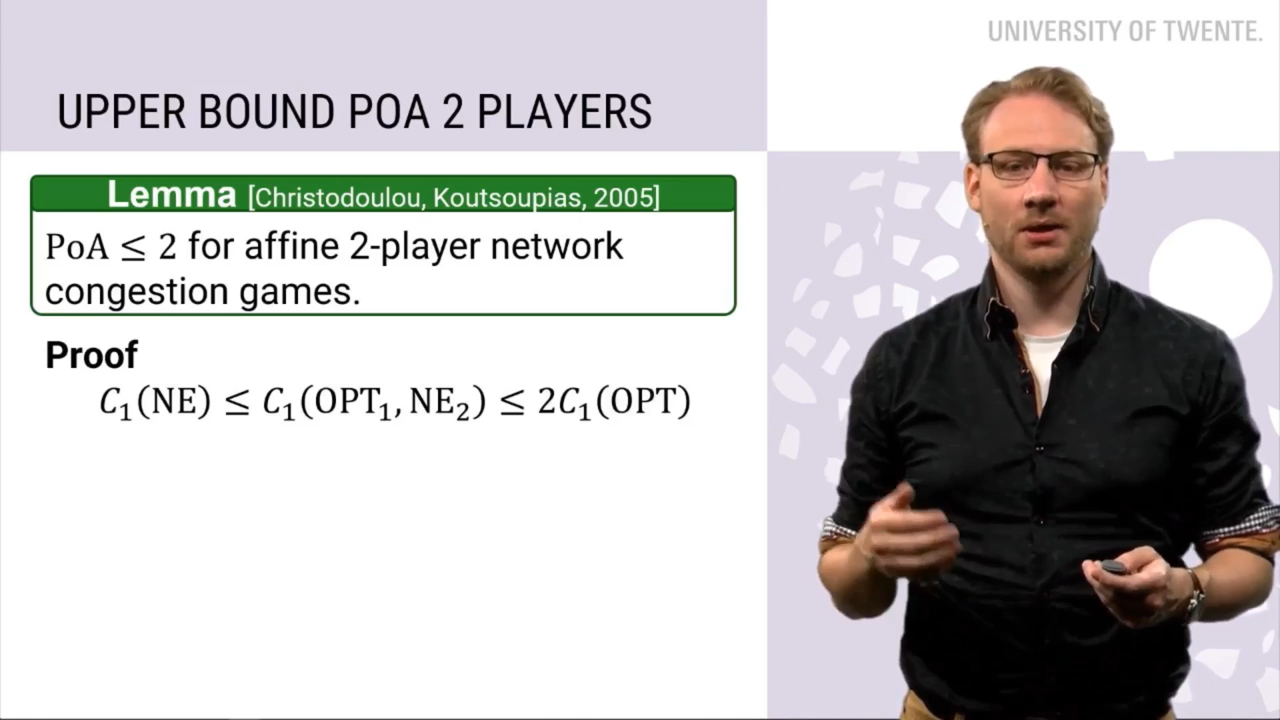 UNIVERSITY OF TWENTE.
UPPER BOUND POA 2 PLAYERS
Lemma [Christodoulou, Koutsoupias, 2005]
PoA ≤ 2 for affine 2-player network
congestion games.
Proof
C₁(NE) ≤ C₁(OPT₁, NE₂) ≤ 2C₁(OPT)